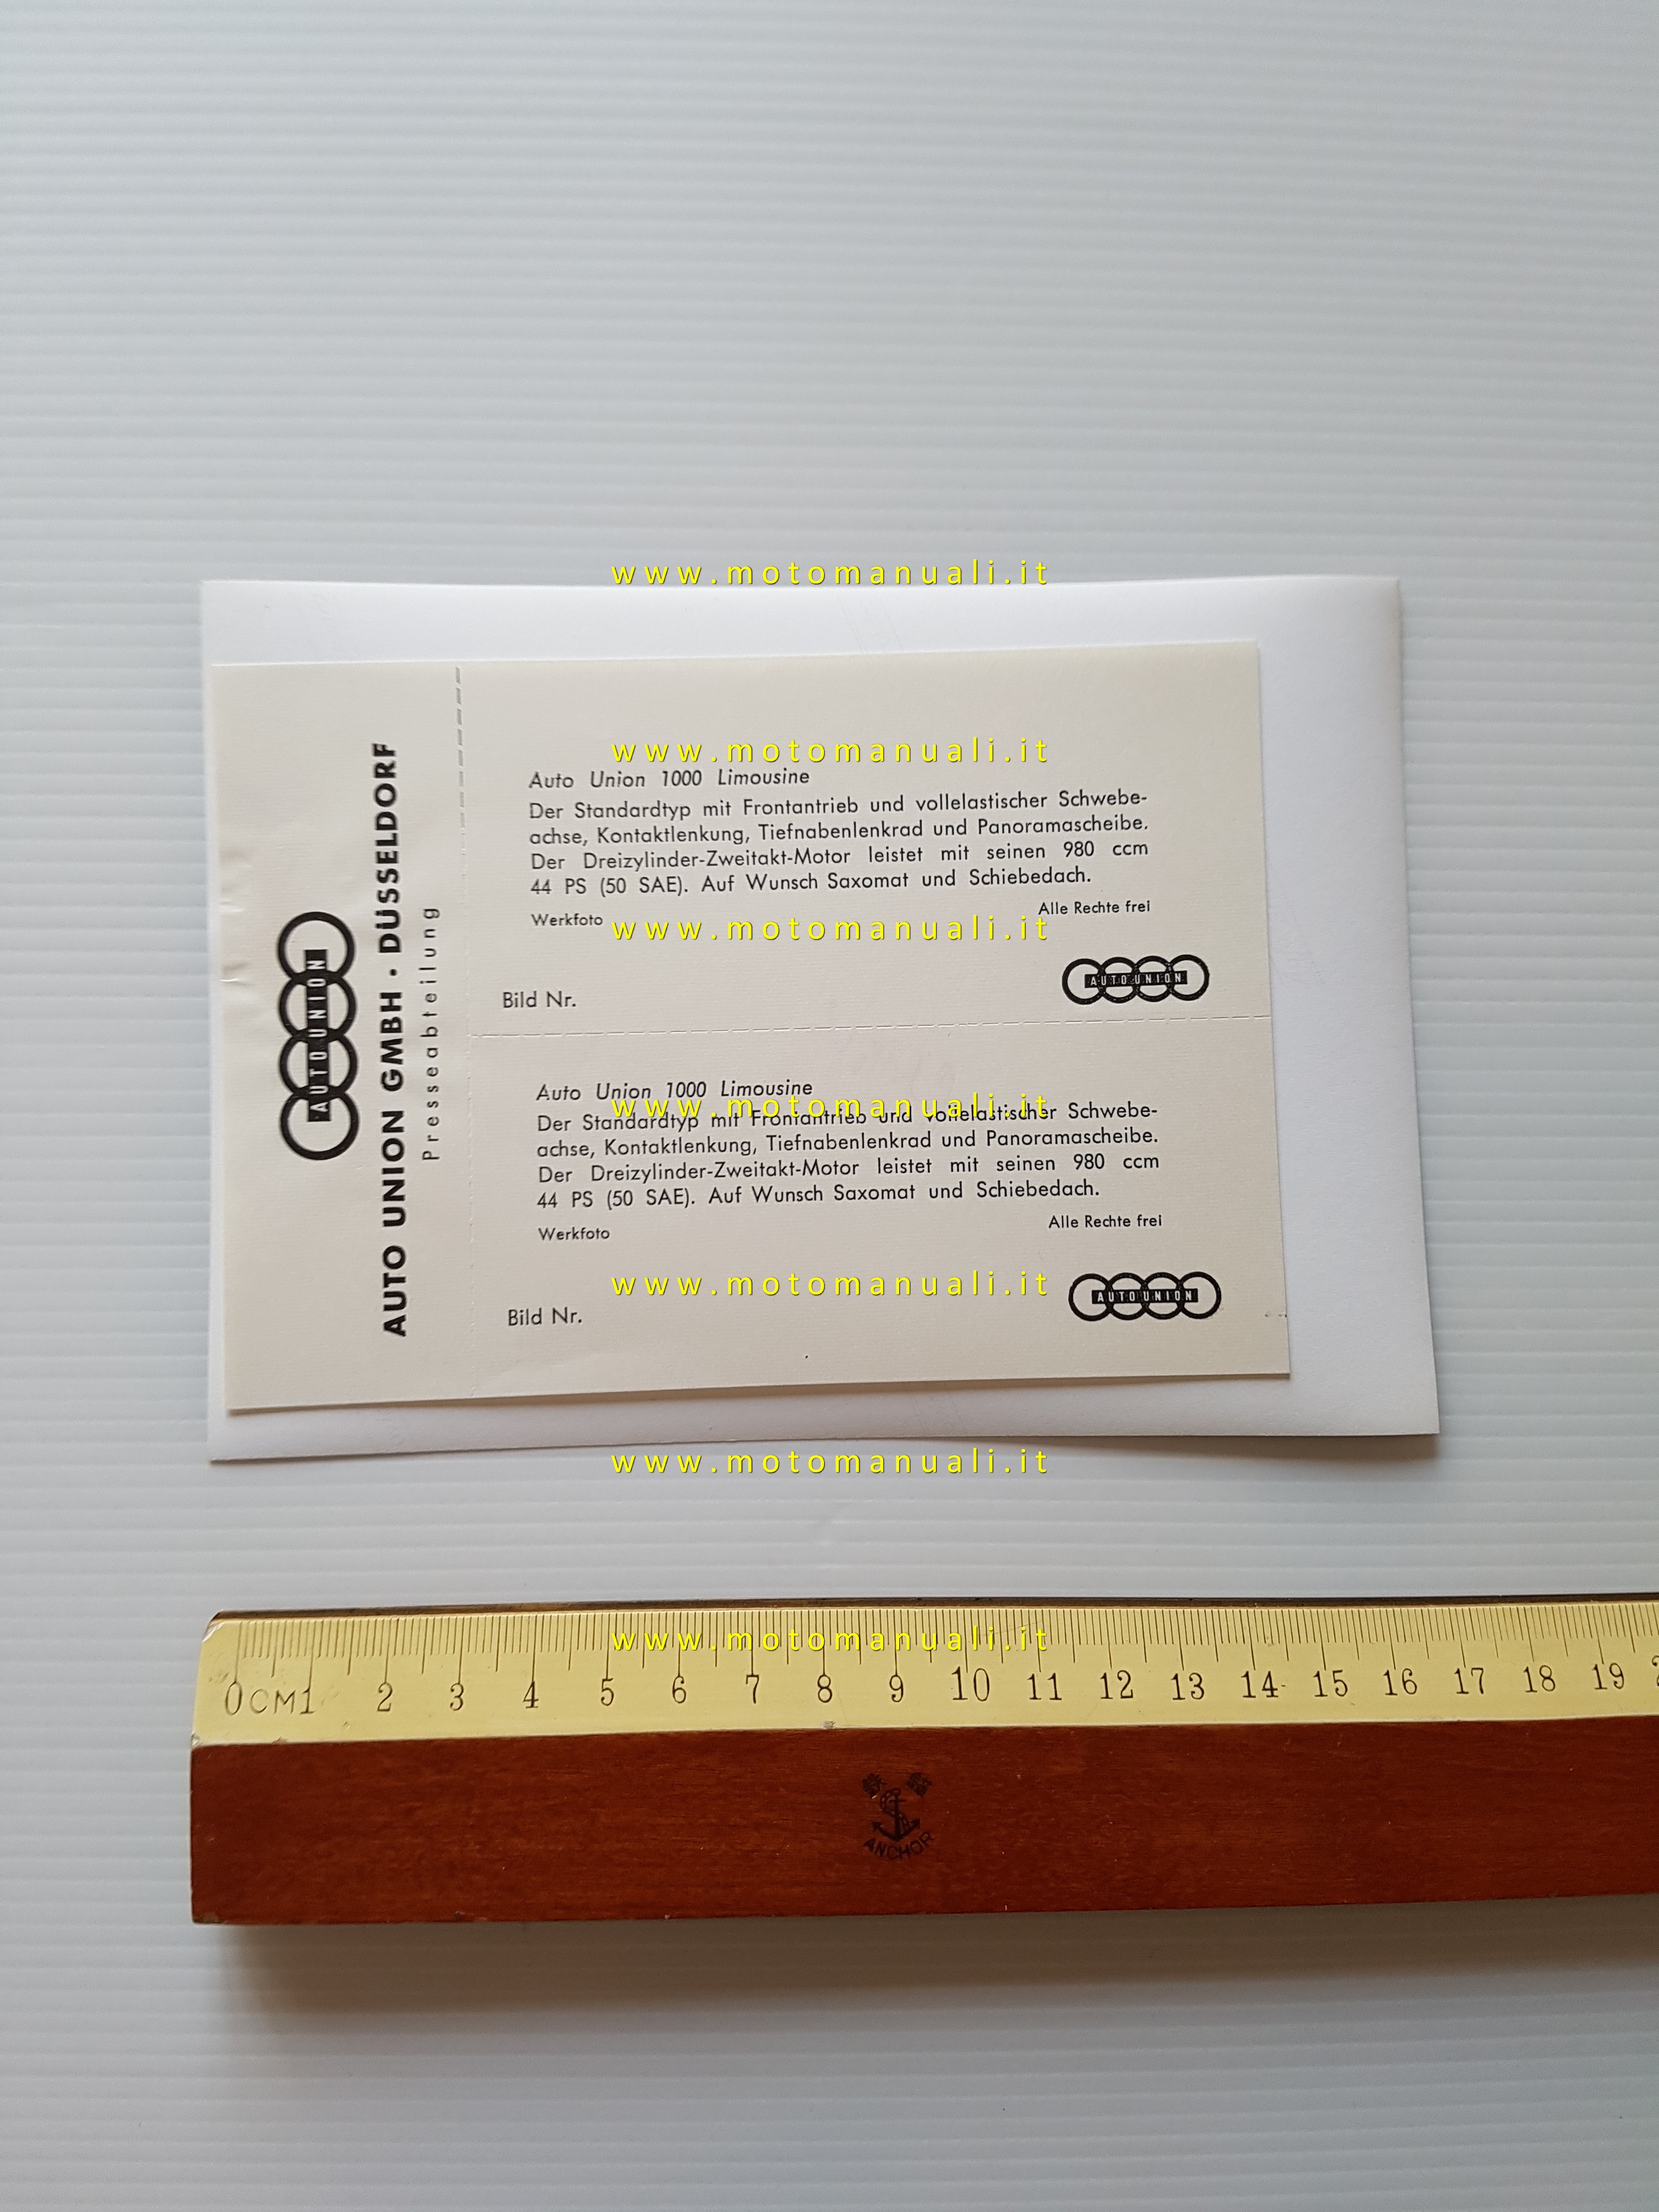 www.motomanuali.it
AUTO UNION
AUTO UNION GMBH · DÜSSELDORF
Presseabteilung
www.motomanuali.it
Auto Union 1000 Limousine
Der Standardtyp mit Frontantrieb und vollelastischer Schwebe-
achse, Kontaktlenkung, Tiefnabenlenkrad und Panoramascheibe.
Der Dreizylinder-Zweitakt-Motor leistet mit seinen 980 ccm
44 PS (50 SAE). Auf Wunsch Saxomat und Schiebedach.
Werkfoto Alle Rechte frei
www.motomanuali.it
AUTO UNION
Bild Nr.
Auto Union 1000 Limousine
www.motomanuali.it
Der Standardtyp mit Frontantrieb und vollelastischer Schwebe-
achse, Kontaktlenkung, Tiefnabenlenkrad und Panoramascheibe.
Der Dreizylinder-Zweitakt-Motor leistet mit seinen 980 ccm
44 PS (50 SAE). Auf Wunsch Saxomat und Schiebedach.
Werkfoto Alle Rechte frei
www.motomanuali.it
AUTO UNION
Bild Nr.
www.motomanuali.it
www.motomanuali.it
0CM1 2 3 4 5 6 7 8 9 10 11 12 13 14 15 16 17 18 19
ANCHOR